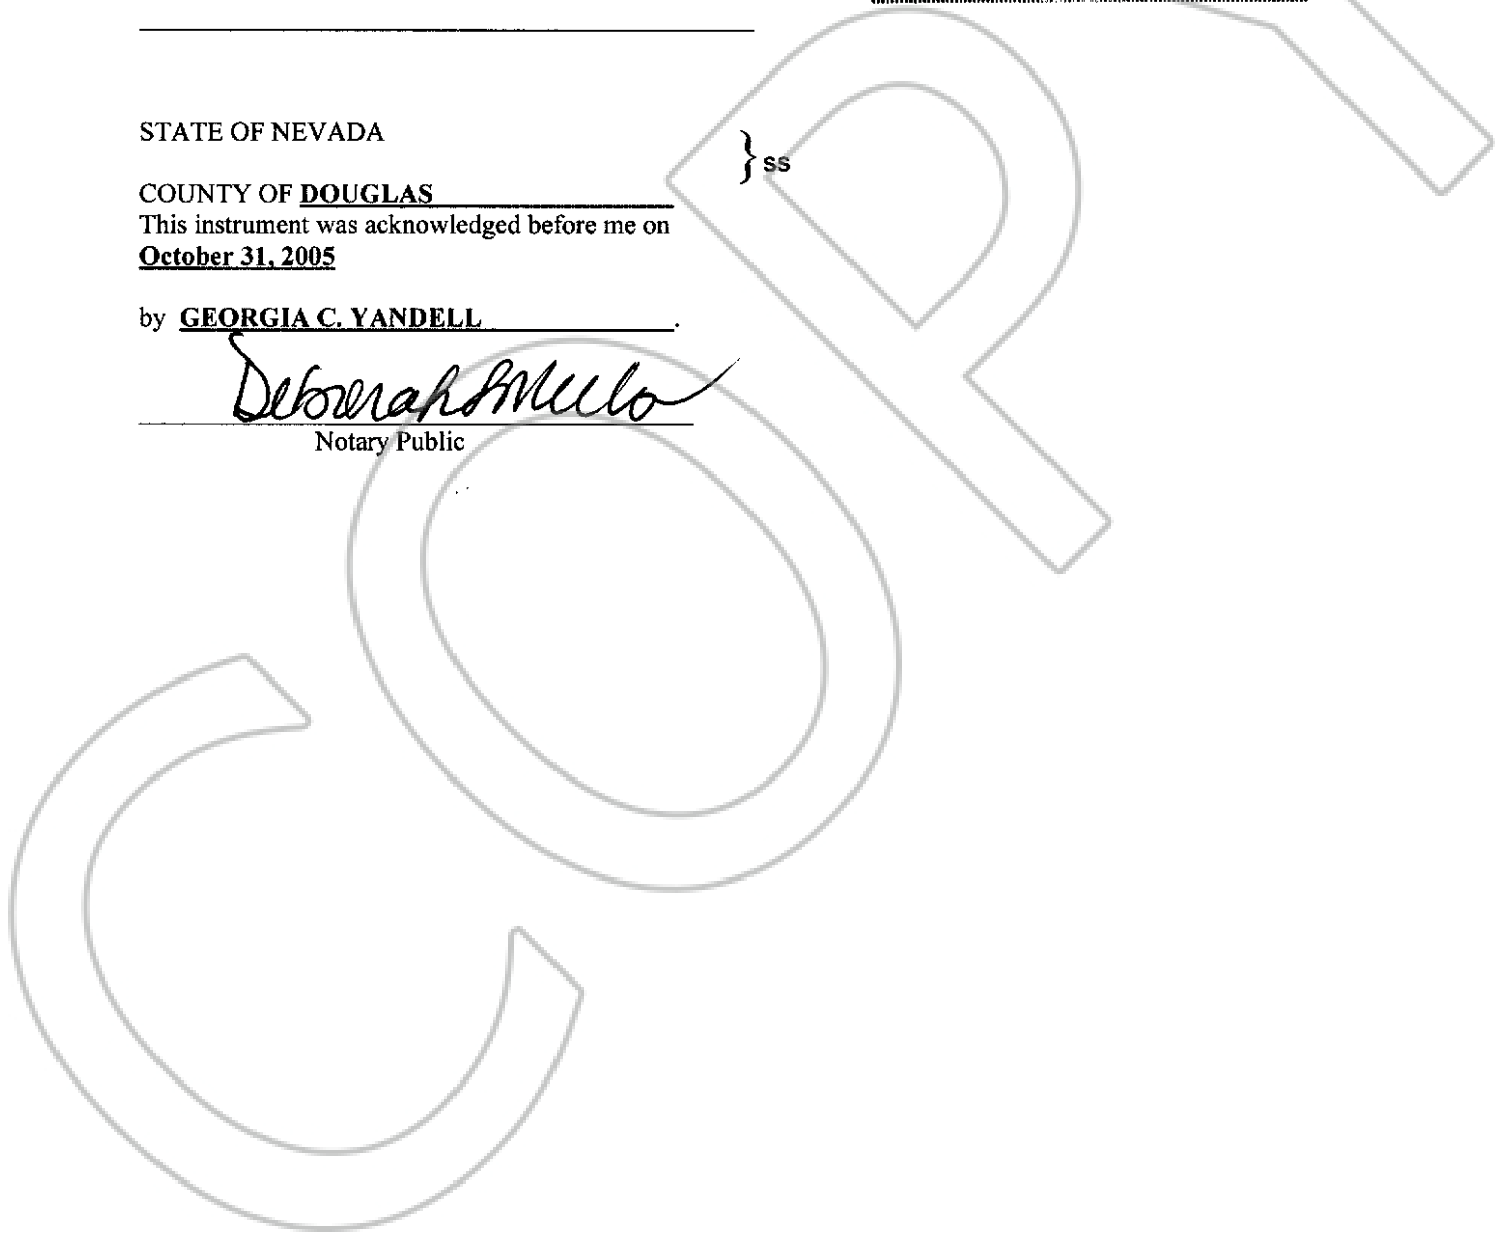 STATE OF NEVADA
}ss
COUNTY OF DOUGLAS
This instrument was acknowledged before me on
October 31, 2005
by GEORGIA C. YANDELL.
Deborah
Notary Public
COPY